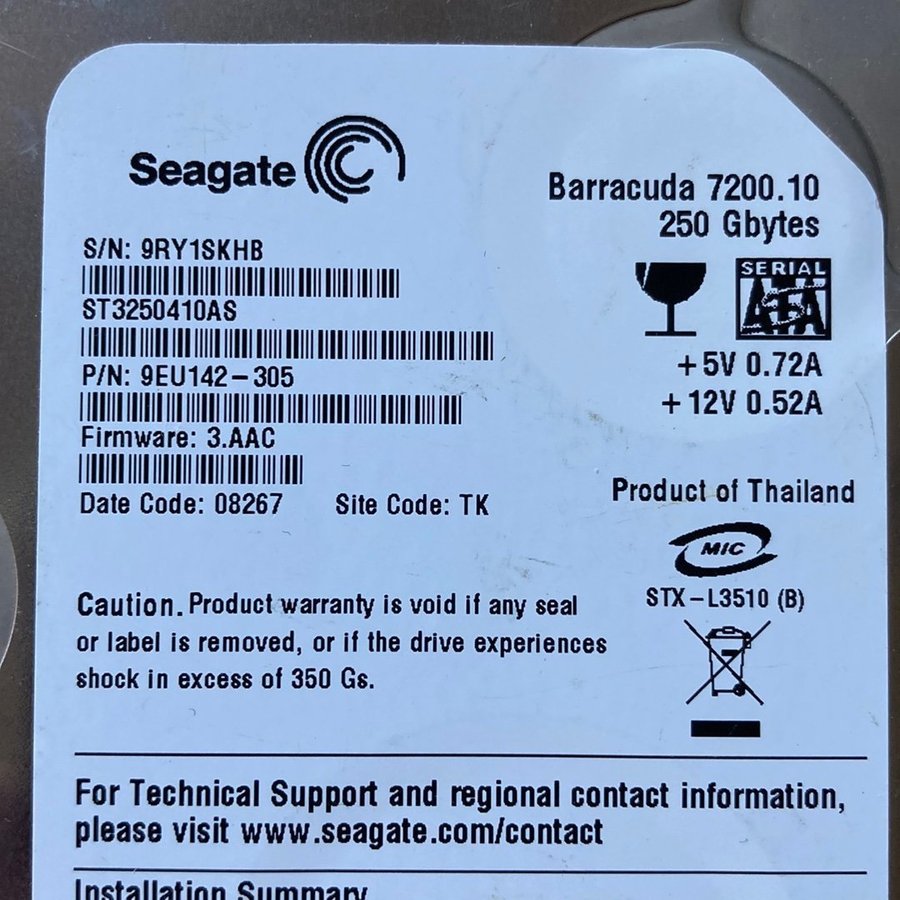 Seagate
Barracuda 7200.10
250 Gbytes
S/N: 9RY1SKHB
ST3250410AS
P/N: 9EU142-305
Firmware: 3.AAC
Date Code: 08267 Site Code: TK
SERIAL
ATA
+5V 0.72A
+12V 0.52A
Product of Thailand
MIC
STX-L3510 (B)
Caution. Product warranty is void if any seal
or label is removed, or if the drive experiences
shock in excess of 350 Gs.
For Technical Support and regional contact information,
please visit www.seagate.com/contact
Installation Summary